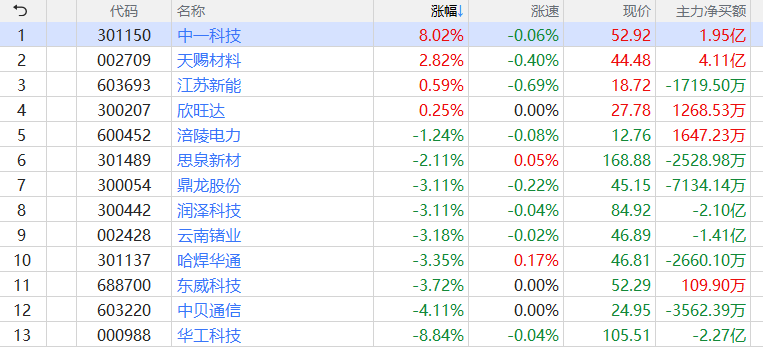 代码 名称 涨幅↓ 涨速 现价 主力净买额
1 301150 中一科技 8.02% -0.06% 52.92 1.95亿
2 002709 天赐材料 2.82% -0.40% 44.48 4.11亿
3 603693 江苏新能 0.59% -0.69% 18.72 -1719.50万
4 300207 欣旺达 0.25% 0.00% 27.78 1268.53万
5 600452 涪陵电力 -1.24% -0.08% 12.76 1647.23万
6 301489 思泉新材 -2.11% 0.05% 168.88 -2528.98万
7 300054 鼎龙股份 -3.11% -0.22% 45.15 -7134.14万
8 300442 润泽科技 -3.11% -0.04% 84.92 -2.10亿
9 002428 云南锗业 -3.18% -0.02% 46.89 -1.41亿
10 301137 哈焊华通 -3.35% 0.17% 46.81 -2660.10万
11 688700 东威科技 -3.72% 0.00% 52.29 109.90万
12 603220 中贝通信 -4.11% 0.00% 24.95 -3562.39万
13 000988 华工科技 -8.84% -0.04% 105.51 -2.27亿